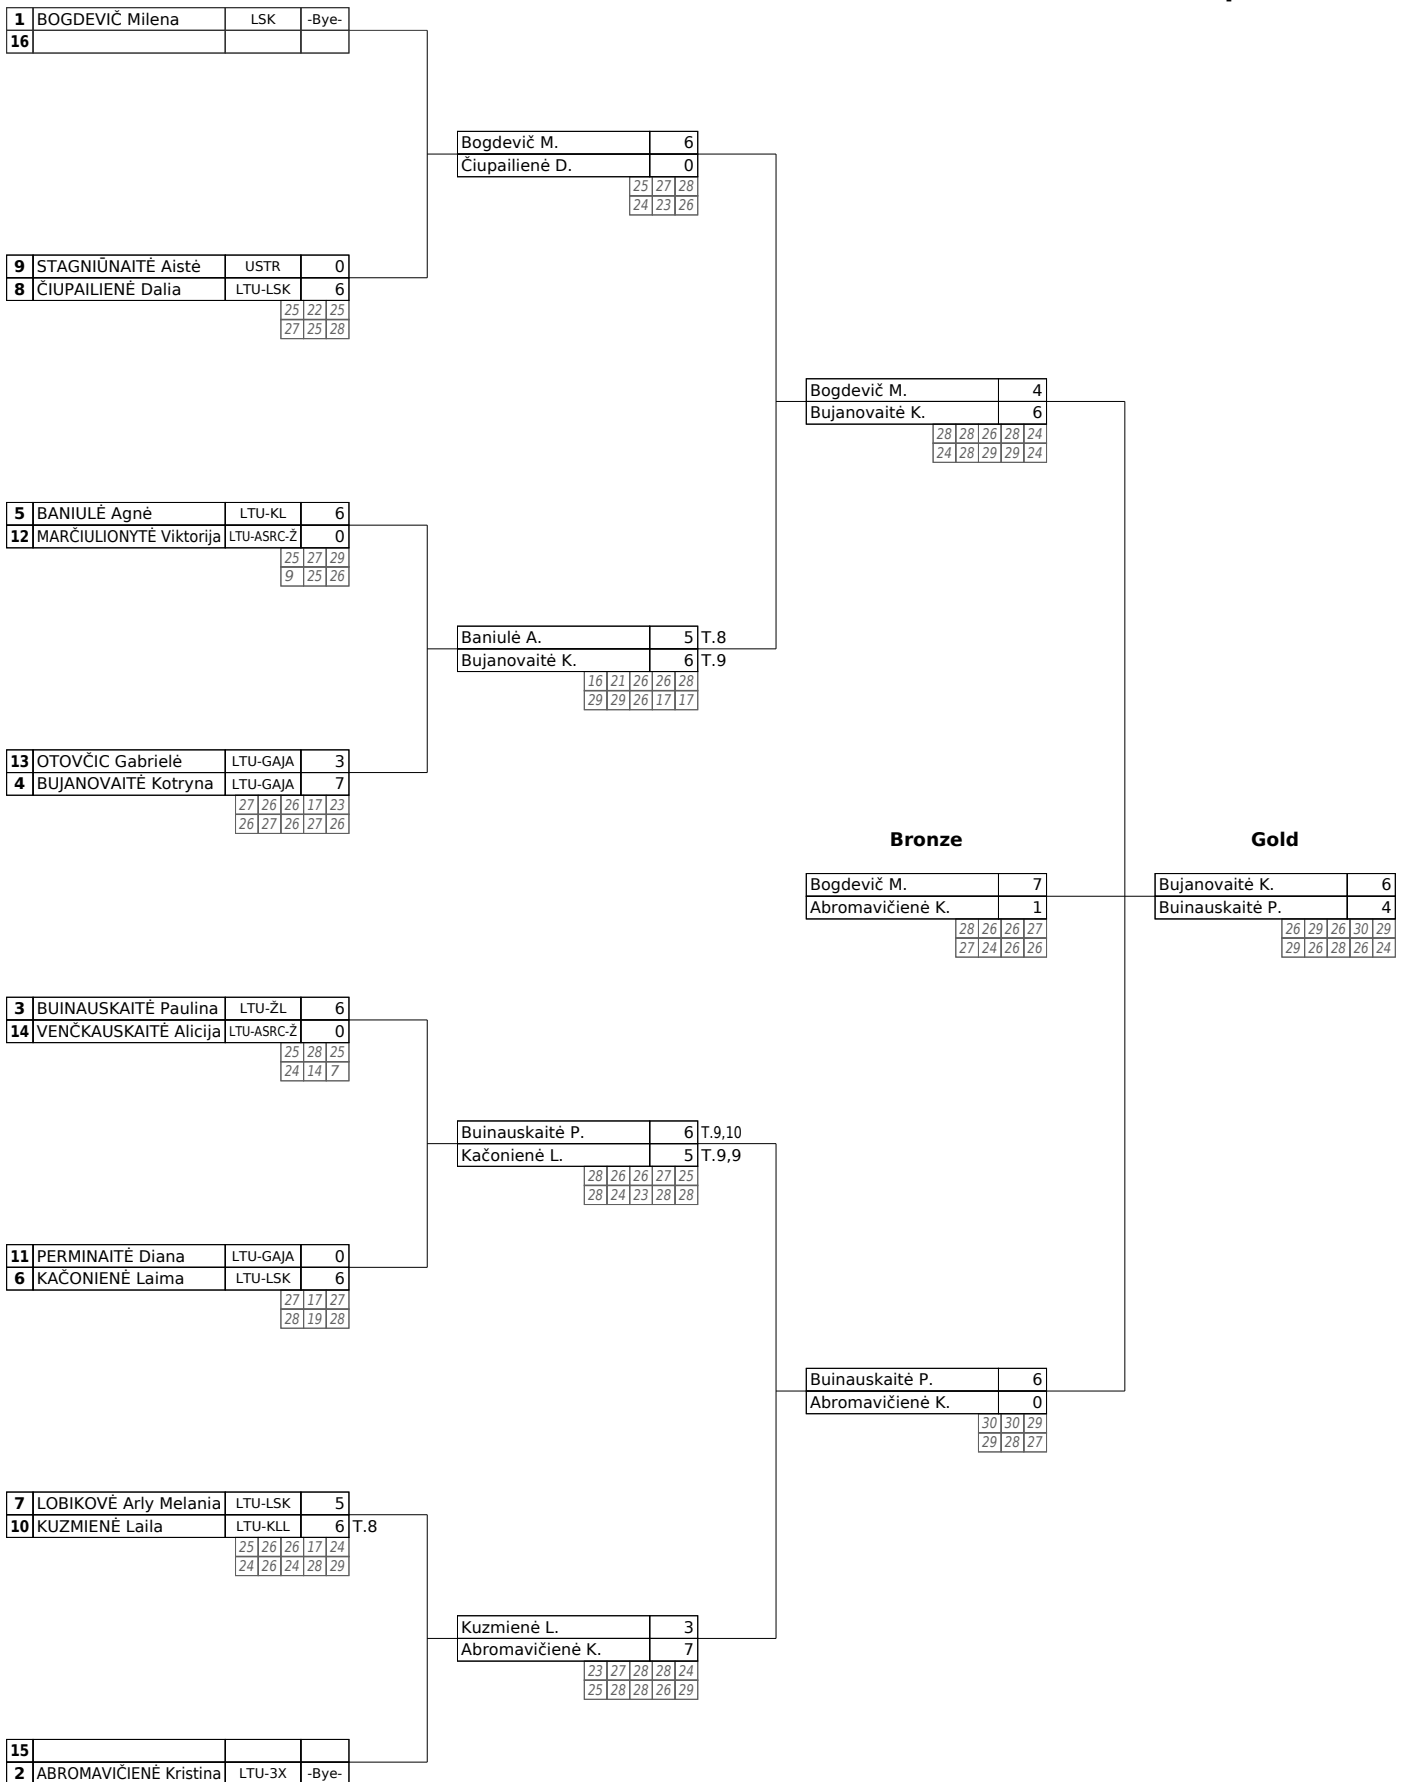 1 BOGDEVIČ Milena LSK -Bye-
16
Bogdevič M. 6
Čiupailienė D. 0
25 27 28
24 23 26
9 STAGNIŪNAITĖ Aistė USTR 0
8 ČIUPAILIENĖ Dalia LTU-LSK 6
25 22 25
27 25 28
Bogdevič M. 4
Bujanovaitė K. 6
28 28 26 28 24
24 28 29 29 24
5 BANIULĖ Agnė LTU-KL 6
12 MARČIULIONYTĖ Viktorija LTU-ASRC-Ž 0
25 27 29
9 25 26
Baniulė A. 5 T.8
Bujanovaitė K. 6 T.9
16 21 26 26 28
29 29 26 17 17
13 OTOVČIC Gabrielė LTU-GAJA 3
4 BUJANOVAITĖ Kotryna LTU-GAJA 7
27 26 26 17 23
26 27 26 27 26
Bronze Gold
Bogdevič M. 7
Abromavičienė K. 1
28 26 26 27
27 24 26 26
Bujanovaitė K. 6
Buinauskaitė P. 4
26 29 26 30 29
29 26 28 26 24
3 BUINAUSKAITĖ Paulina LTU-ŽL 6
14 VENČKAUSKAITĖ Alicija LTU-ASRC-Ž 0
25 28 25
24 14 7
Buinauskaitė P. 6 T.9,10
Kačonienė L. 5 T.9,9
28 26 26 27 25
28 24 23 28 28
11 PERMINAITĖ Diana LTU-GAJA 0
6 KAČONIENĖ Laima LTU-LSK 6
27 17 27
28 19 28
Buinauskaitė P. 6
Abromavičienė K. 0
30 30 29
29 28 27
7 LOBIKOVĖ Arly Melania LTU-LSK 5
10 KUZMIENĖ Laila LTU-KLL 6 T.8
25 26 26 17 24
24 26 24 28 29
Kuzmienė L. 3
Abromavičienė K. 7
23 27 28 28 24
25 28 28 26 29
15
2 ABROMAVIČIENĖ Kristina LTU-3X -Bye-